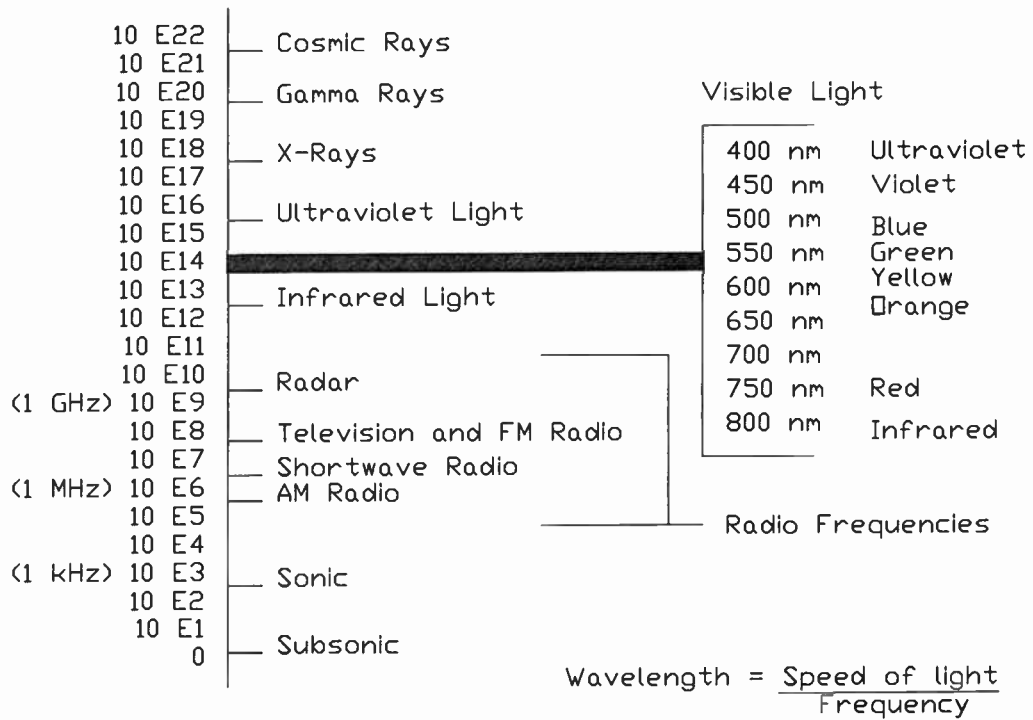 10 E22
Cosmic Rays
10 E21
10 E20
Gamma Rays
10 E19
10 E18
X-Rays
10 E17
10 E16
Ultraviolet Light
10 E15
10 E14
10 E13
Infrared Light
10 E12
10 E11
10 E10
Radar
(1 GHz) 10 E9
10 E8
Television and FM Radio
10 E7
Shortwave Radio
(1 MHz) 10 E6
AM Radio
10 E5
10 E4
(1 kHz) 10 E3
Sonic
10 E2
10 E1
0
Subsonic
Visible Light
400 nm Ultraviolet
450 nm Violet
500 nm Blue
550 nm Green
Yellow
600 nm
Orange
650 nm
700 nm
750 nm Red
800 nm Infrared
Radio Frequencies
Wavelength = Speed of light
Frequency